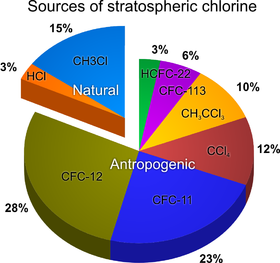 Sources of stratospheric chlorine
15%
3%
6%
3%
HCFC-22
CH3Cl
HCl
CFC-113
10%
Natural
CH₃CCl₃
CCl₄
12%
Antropogenic
CFC-12
CFC-11
28%
23%